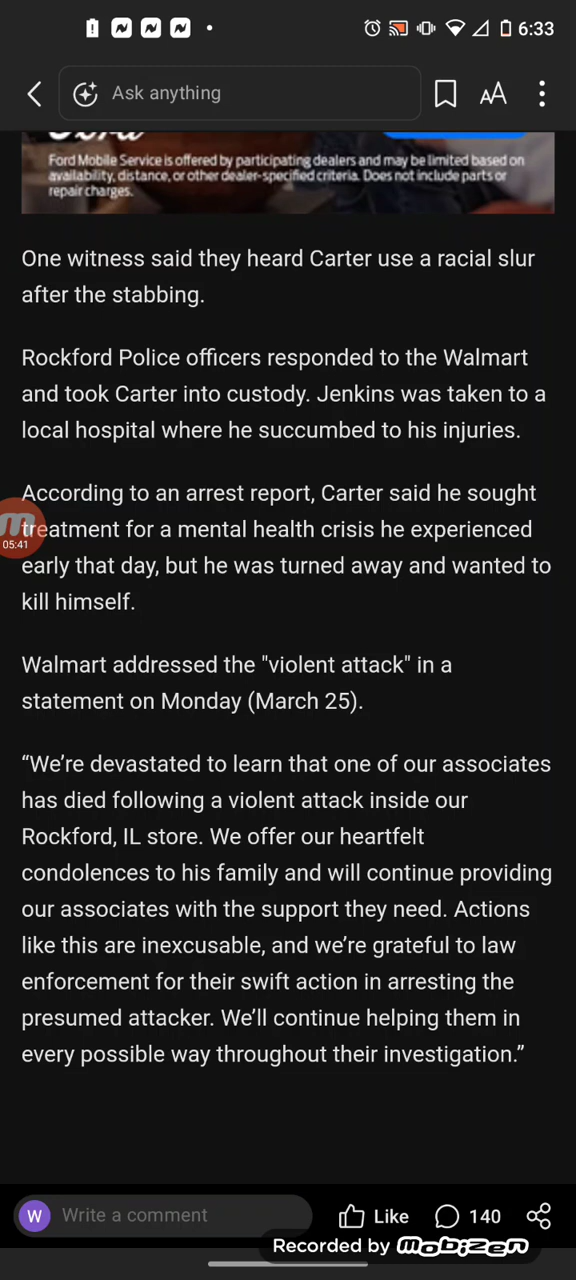 6:33
Ask anything
AA
Ford Mobile Service is offered by participating dealers and may be limited based on
availability, distance, or other dealer-specified criteria. Does not include parts or
repair charges.
One witness said they heard Carter use a racial slur
after the stabbing.
Rockford Police officers responded to the Walmart
and took Carter into custody. Jenkins was taken to a
local hospital where he succumbed to his injuries.
According to an arrest report, Carter said he sought
treatment for a mental health crisis he experienced
early that day, but he was turned away and wanted to
kill himself.
m
05:41
Walmart addressed the "violent attack" in a
statement on Monday (March 25).
“We’re devastated to learn that one of our associates
has died following a violent attack inside our
Rockford, IL store. We offer our heartfelt
condolences to his family and will continue providing
our associates with the support they need. Actions
like this are inexcusable, and we’re grateful to law
enforcement for their swift action in arresting the
presumed attacker. We’ll continue helping them in
every possible way throughout their investigation.”
W Write a comment Like 140
Recorded by mobizen